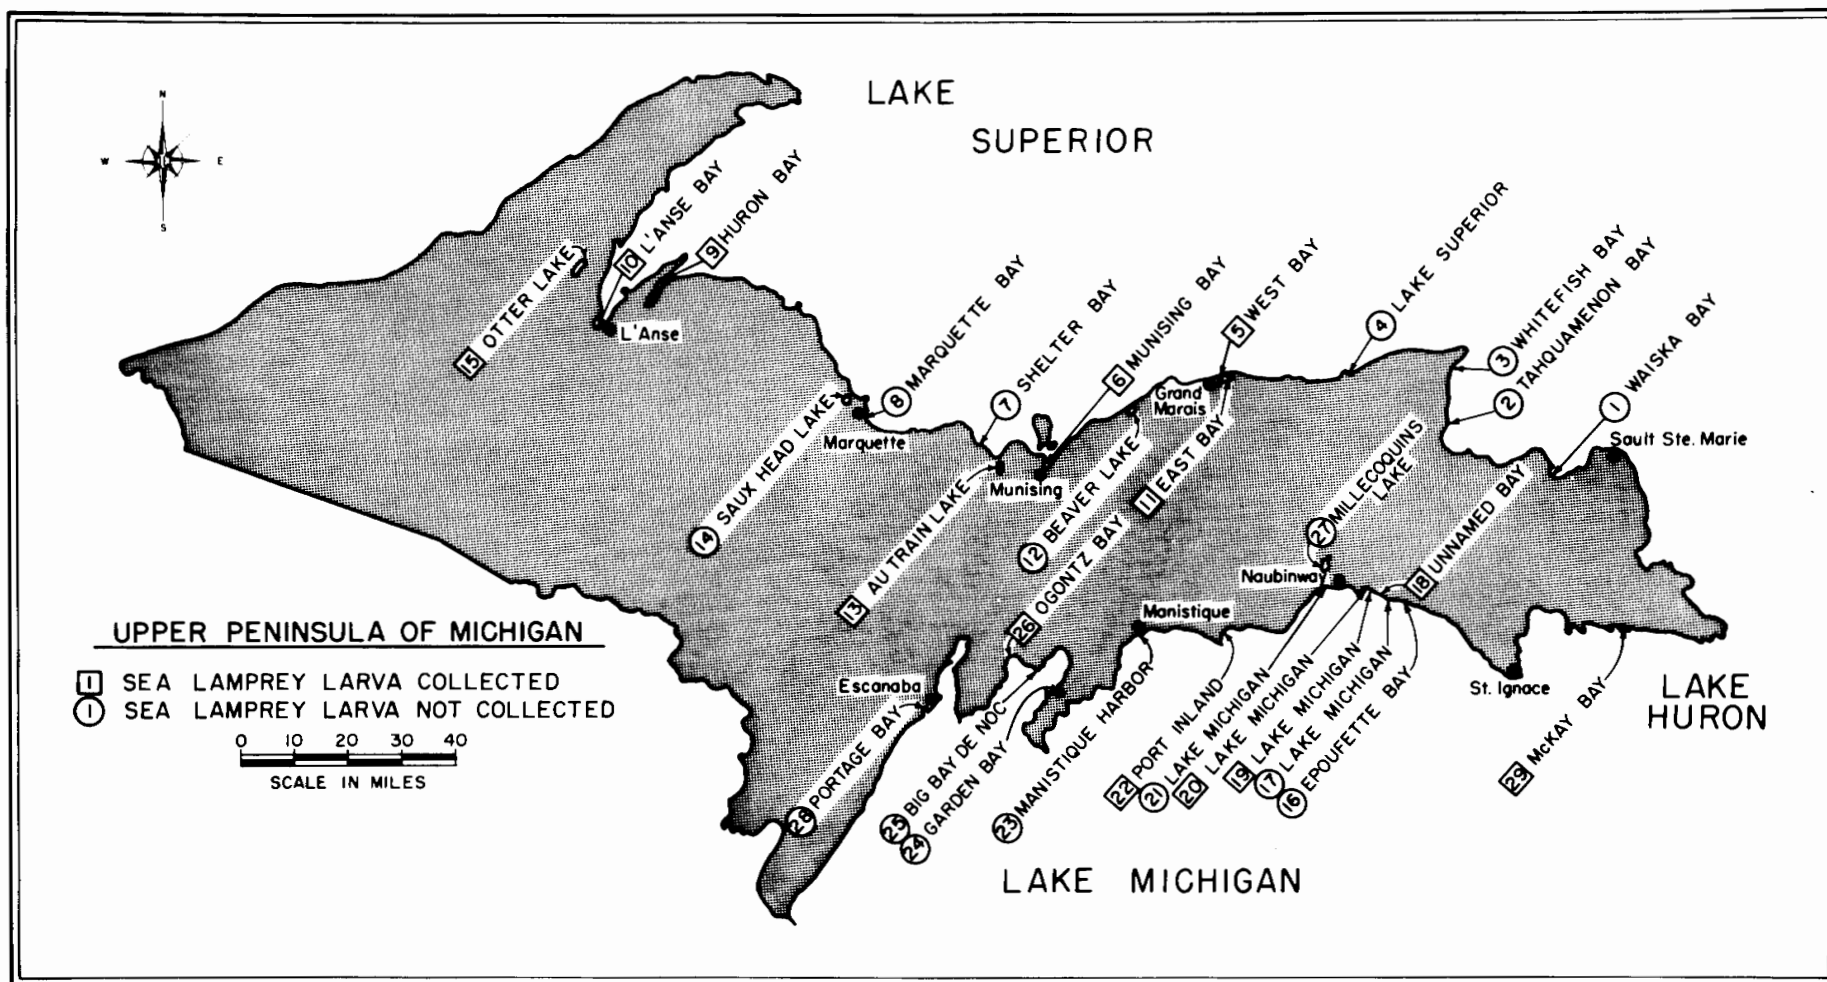 N
W E
S
LAKE
SUPERIOR
10 L'ANSE BAY
9 HURON BAY
15 OTTER LAKE
L'Anse
8 MARQUETTE BAY
7 SHELTER BAY
6 MUNISING BAY
5 WEST BAY
4 LAKE SUPERIOR
3 WHITEFISH BAY
2 TAHQUAMENON BAY
1 WAISKA BAY
Grand
Marais
Marquette
Munising
Sault Ste. Marie
14 SAUX HEAD LAKE
13 AU TRAIN LAKE
12 BEAVER LAKE
11 EAST BAY
27 MILLECOQUINS
LAKE
18 UNNAMED BAY
26 OGONTZ BAY
Naubinway
Manistique
Escanaba
St. Ignace
UPPER PENINSULA OF MICHIGAN
1 SEA LAMPREY LARVA COLLECTED
1 SEA LAMPREY LARVA NOT COLLECTED
0 10 20 30 40
SCALE IN MILES
28 PORTAGE BAY
25 BIG BAY DE NOC
24 GARDEN BAY
23 MANISTIQUE HARBOR
22 PORT INLAND
21 LAKE MICHIGAN
20 LAKE MICHIGAN
19 LAKE MICHIGAN
17 LAKE MICHIGAN
16 EPOUFETTE BAY
29 McKAY BAY
LAKE
HURON
LAKE MICHIGAN